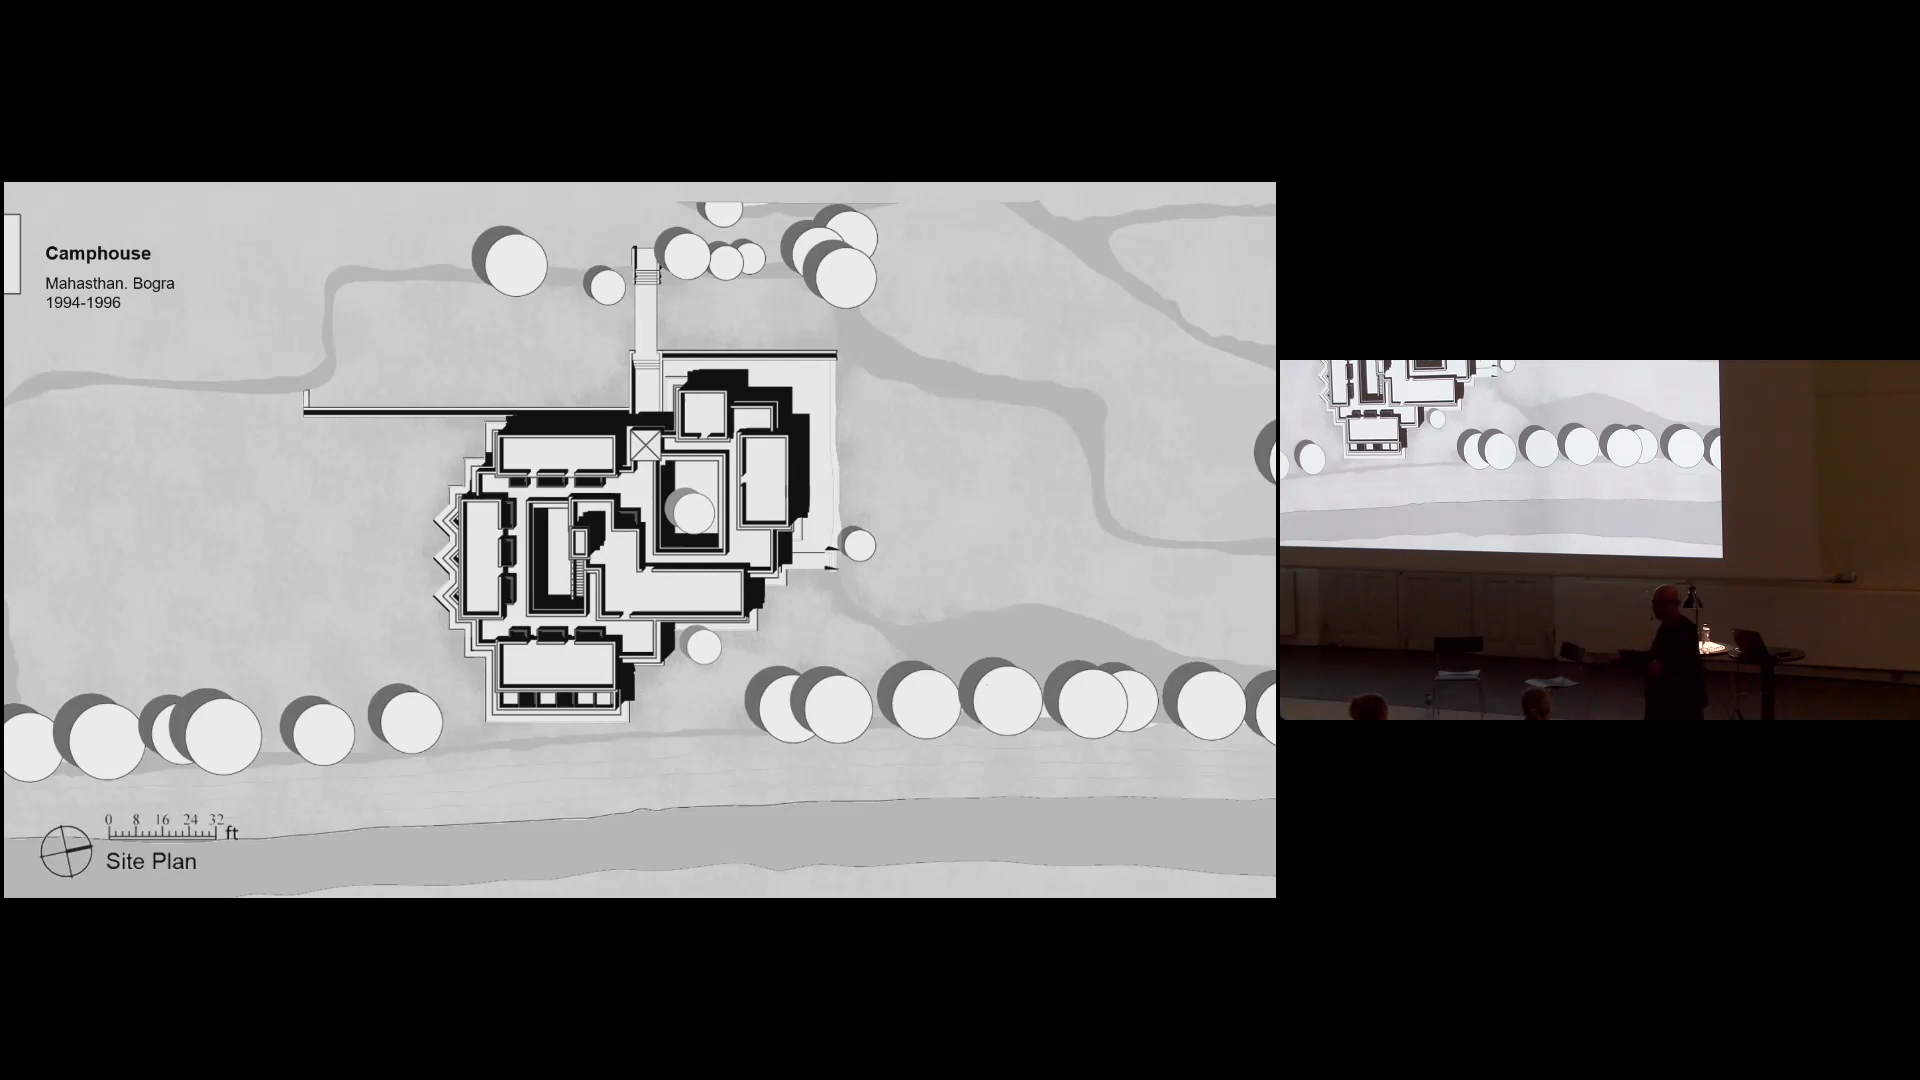 Camphouse
Mahasthan. Bogra
1994-1996
0 8 16 24 32 ft
Site Plan